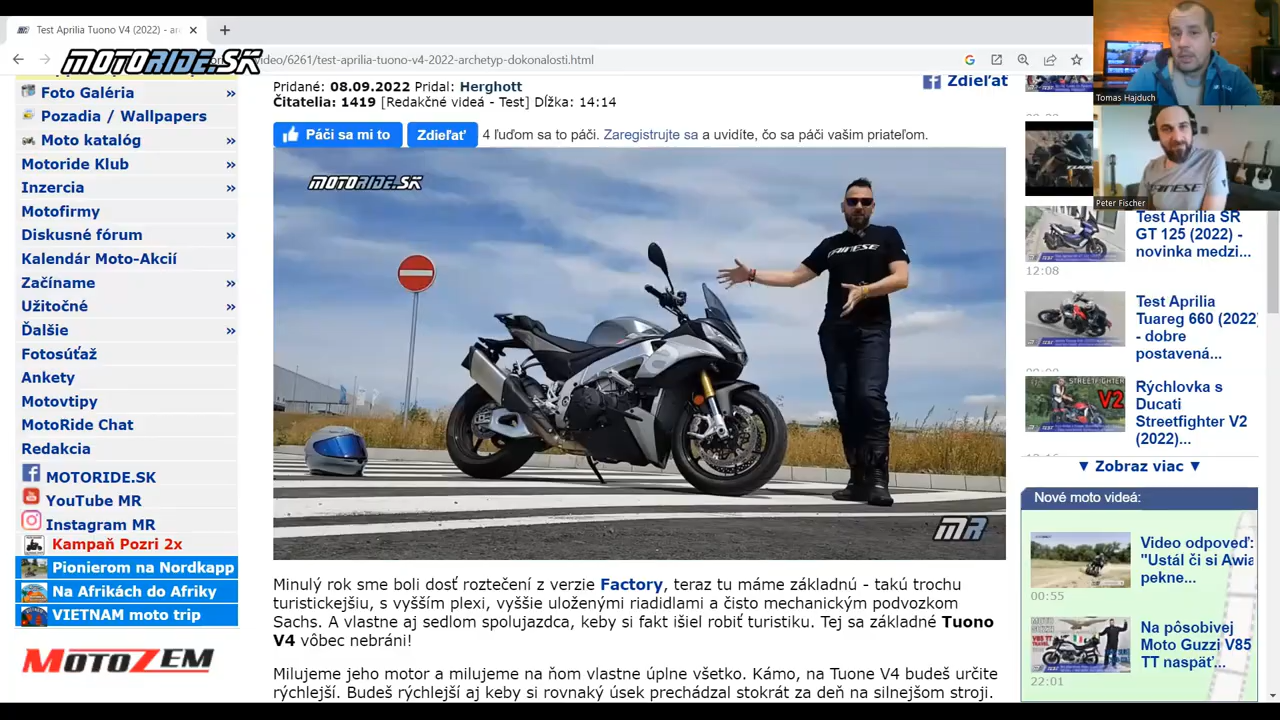 Test Aprilia Tuono V4 (2022) - ar
MOTORIDE.SK
video/6261/test-aprilia-tuono-v4-2022-archetyp-dokonalosti.html
Foto Galéria »
Pozadia / Wallpapers
Moto katalóg »
Motoride Klub »
Inzercia »
Motofirmy
Diskusné fórum »
Kalendár Moto-Akcií
Začíname »
Užitočné »
Ďalšie »
Fotosúťaž
Ankety
Motovtipy
MotoRide Chat
Redakcia
MOTORIDE.SK
YouTube MR
Instagram MR
Kampaň Pozri 2x
Pionierom na Nordkapp
Na Afrikách do Afriky
VIETNAM moto trip
MOTOZEM
Pridané: 08.09.2022 Pridal: Herghott
Čitatelia: 1419 [Redakčné videá - Test] Dĺžka: 14:14
Zdieľať
Páči sa mi to
Zdieľať
4 ľuďom sa to páči. Zaregistrujte sa a uvidíte, čo sa páči vašim priateľom.
MOTORIDE.SK
DAINESE
MR
Minulý rok sme boli dosť roztečení z verzie Factory, teraz tu máme základnú - takú trochu
turistickejšiu, s vyšším plexi, vyššie uloženými riadidlami a čisto mechanickým podvozkom
Sachs. A vlastne aj sedlom spolujazdca, keby si fakt išiel robiť turistiku. Tej sa základné Tuono
V4 vôbec nebráni!
Milujeme jeho motor a milujeme na ňom vlastne úplne všetko. Kámo, na Tuone V4 budeš určite
rýchlejší. Budeš rýchlejší aj keby si rovnaký úsek prechádzal stokrát za deň na silnejšom stroji.
Tomas Hajduch
Peter Fischer
Test Aprilia SR
GT 125 (2022) -
novinka medzi...
12:08
Test Aprilia
Tuareg 660 (2022)
- dobre
postavená...
STREETFIGHTER
V2
Rýchlovka s
Ducati
Streetfighter V2
(2022)...
▼ Zobraz viac ▼
Nové moto videá:
Video odpoveď:
"Ustál či si Awia
pekne...
00:55
V85 TT
Na pôsobivej
Moto Guzzi V85
TT naspäť...
22:01